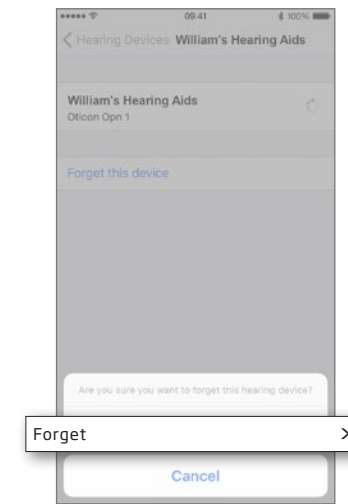 09:41 100%
Hearing Devices William's Hearing Aids
William's Hearing Aids
Oticon Opn 1
Forget this device
Are you sure you want to forget this hearing device?
Forget
Cancel